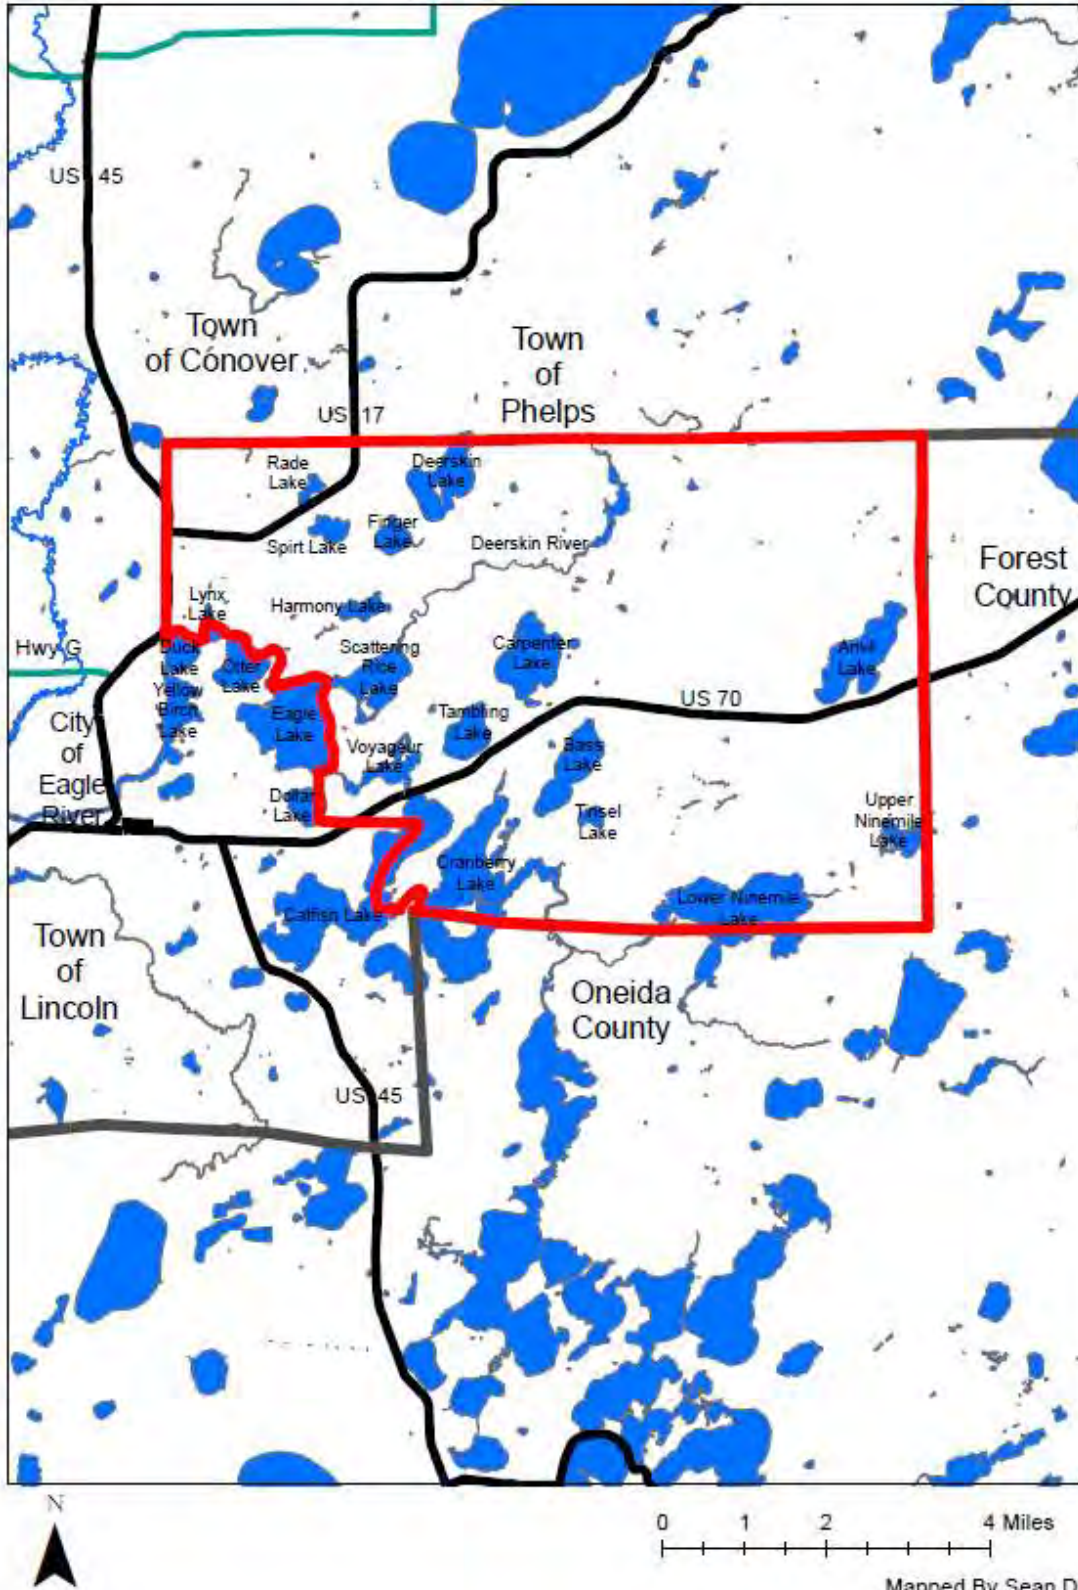 US 45
Town
of Conover
Town
of
Phelps
US 17
Rade
Lake
Deerskin
Lake
Finger
Lake
Spirt Lake
Deerskin River
Forest
County
Lynx
Lake
Harmony Lake
Hwy G
Duck
Lake
Otter
Lake
Scattering
Rice
Lake
Carpenter
Lake
Anvil
Lake
Yellow
Birch
Lake
US 70
City
of
Eagle
River
Eagle
Lake
Tambling
Lake
Voyageur
Lake
Bass
Lake
Dollar
Lake
Tinsel
Lake
Upper
Ninemile
Lake
Cranberry
Lake
Lower Ninemile
Lake
Catfish Lake
Town
of
Lincoln
Oneida
County
US 45
N
0 1 2 4 Miles
Mapped By Sean D